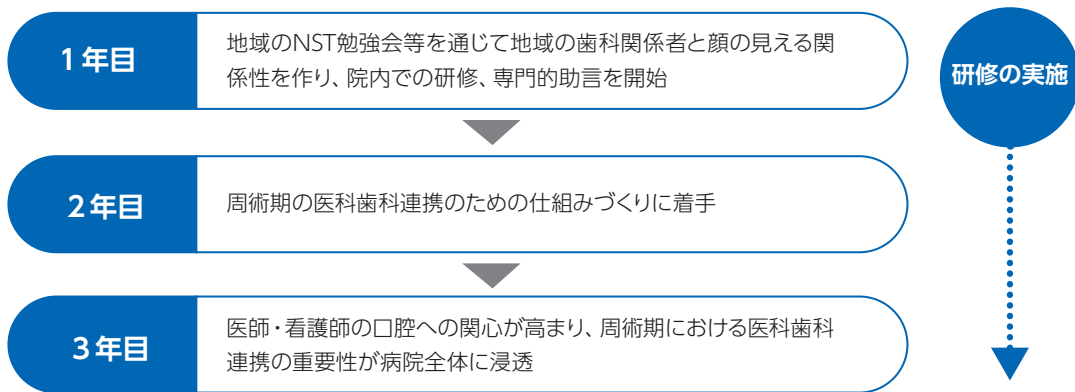 1年目
地域のNST勉強会等を通じて地域の歯科関係者と顔の見える関
係性を作り、院内での研修、専門的助言を開始
研修の実施
2年目
周術期の医科歯科連携のための仕組みづくりに着手
3年目
医師・看護師の口腔への関心が高まり、周術期における医科歯科
連携の重要性が病院全体に浸透